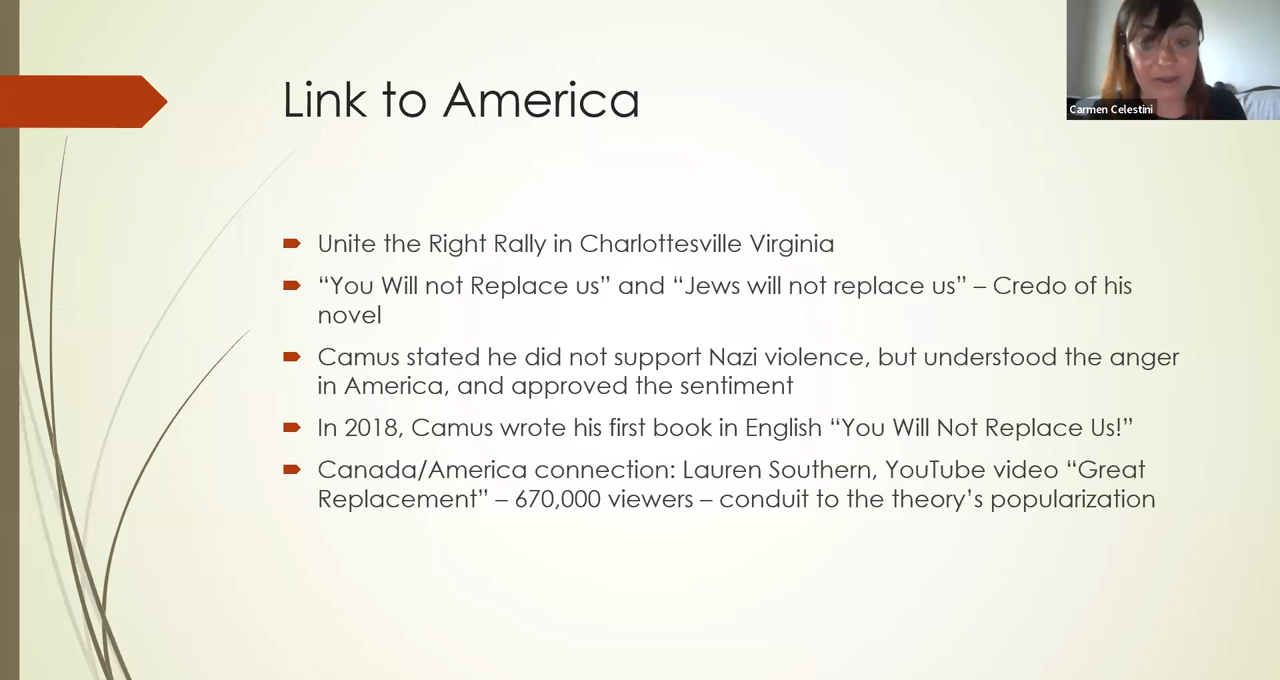 Link to America
Carmen Celestini
Unite the Right Rally in Charlottesville Virginia
“You Will not Replace us” and “Jews will not replace us” – Credo of his
novel
Camus stated he did not support Nazi violence, but understood the anger
in America, and approved the sentiment
In 2018, Camus wrote his first book in English “You Will Not Replace Us!”
Canada/America connection: Lauren Southern, YouTube video “Great
Replacement” – 670,000 viewers – conduit to the theory’s popularization